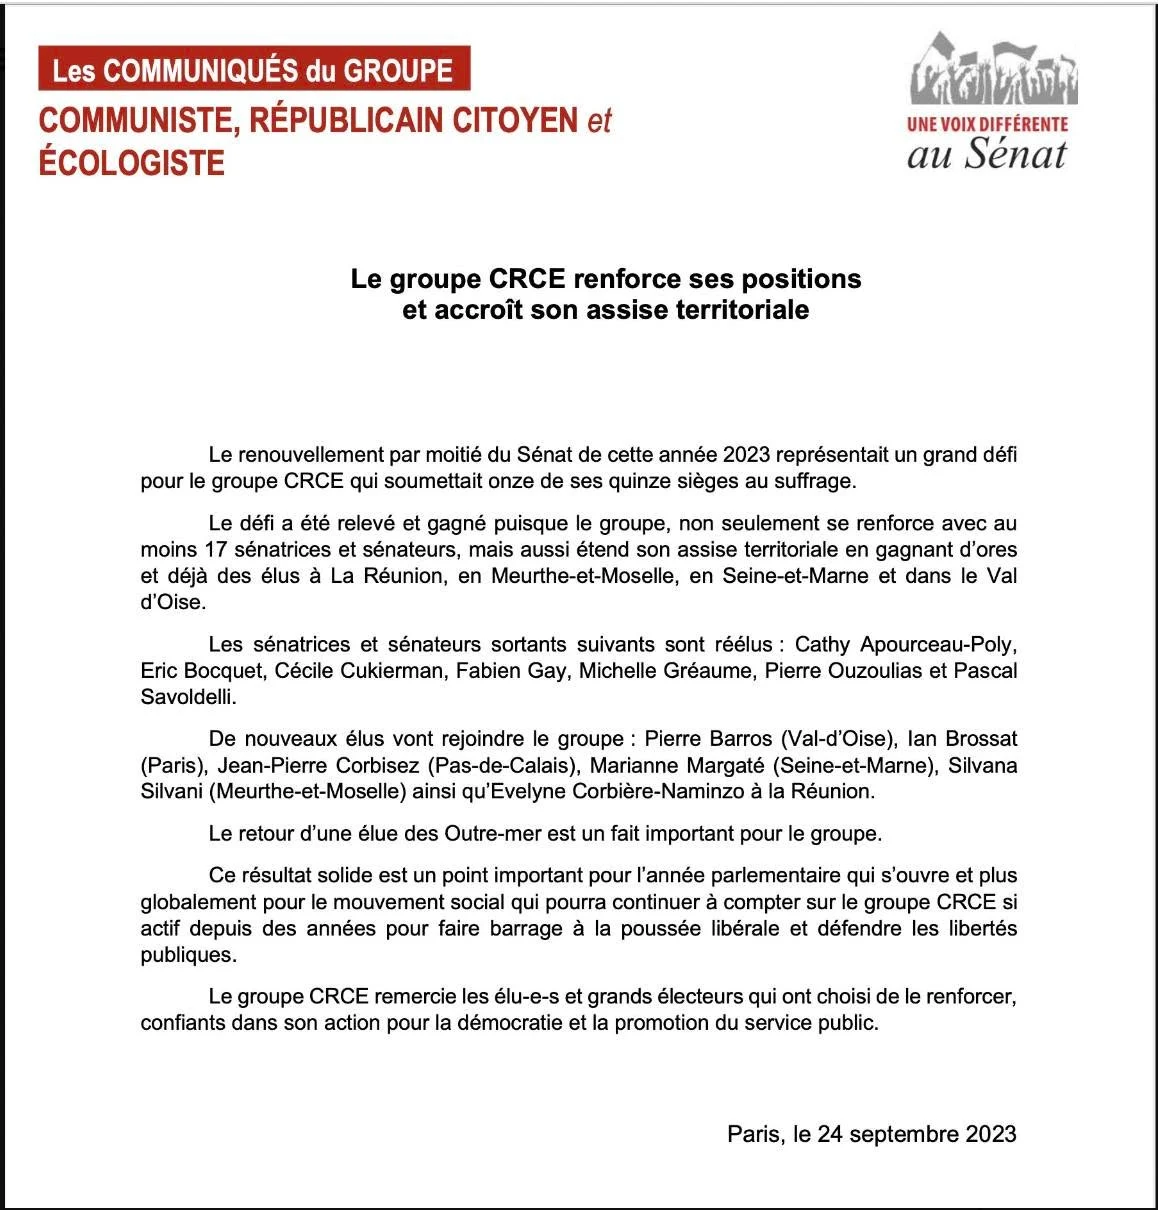 Les COMMUNIQUÉS du GROUPE
COMMUNISTE, RÉPUBLICAIN CITOYEN et
ÉCOLOGISTE
UNE VOIX DIFFÉRENTE
au Sénat
Le groupe CRCE renforce ses positions
et accroît son assise territoriale
Le renouvellement par moitié du Sénat de cette année 2023 représentait un grand défi
pour le groupe CRCE qui soumettait onze de ses quinze sièges au suffrage.
Le défi a été relevé et gagné puisque le groupe, non seulement se renforce avec au
moins 17 sénatrices et sénateurs, mais aussi étend son assise territoriale en gagnant d'ores
et déjà des élus à La Réunion, en Meurthe-et-Moselle, en Seine-et-Marne et dans le Val
d'Oise.
Les sénatrices et sénateurs sortants suivants sont réélus : Cathy Apourceau-Poly,
Eric Bocquet, Cécile Cukierman, Fabien Gay, Michelle Gréaume, Pierre Ouzoulias et Pascal
Savoldelli.
De nouveaux élus vont rejoindre le groupe : Pierre Barros (Val-d'Oise), Ian Brossat
(Paris), Jean-Pierre Corbisez (Pas-de-Calais), Marianne Margaté (Seine-et-Marne), Silvana
Silvani (Meurthe-et-Moselle) ainsi qu'Evelyne Corbière-Naminzo à la Réunion.
Le retour d'une élue des Outre-mer est un fait important pour le groupe.
Ce résultat solide est un point important pour l'année parlementaire qui s'ouvre et plus
globalement pour le mouvement social qui pourra continuer à compter sur le groupe CRCE si
actif depuis des années pour faire barrage à la poussée libérale et défendre les libertés
publiques.
Le groupe CRCE remercie les élu-e-s et grands électeurs qui ont choisi de le renforcer,
confiants dans son action pour la démocratie et la promotion du service public.
Paris, le 24 septembre 2023